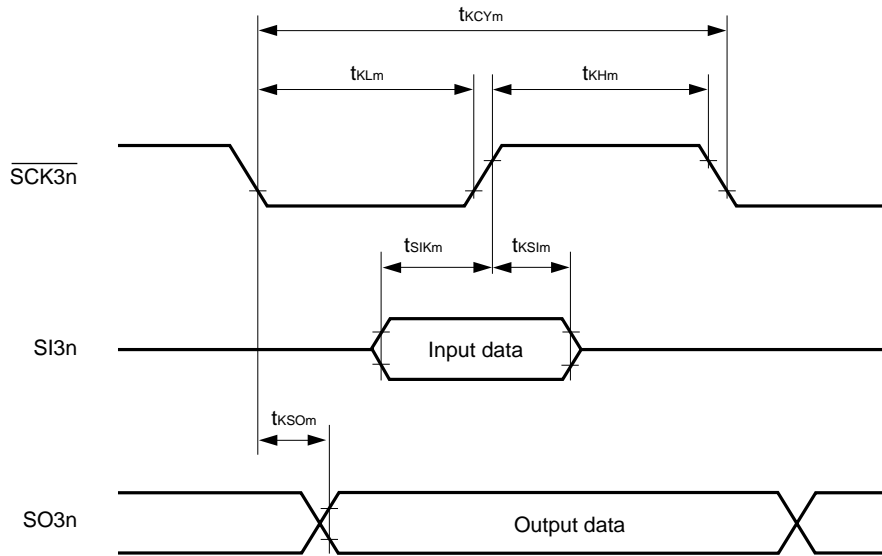 tKCYm
tKLm
tKHm
SCK3n
tSIKm
tKSIm
SI3n
Input data
tKSOm
SO3n
Output data